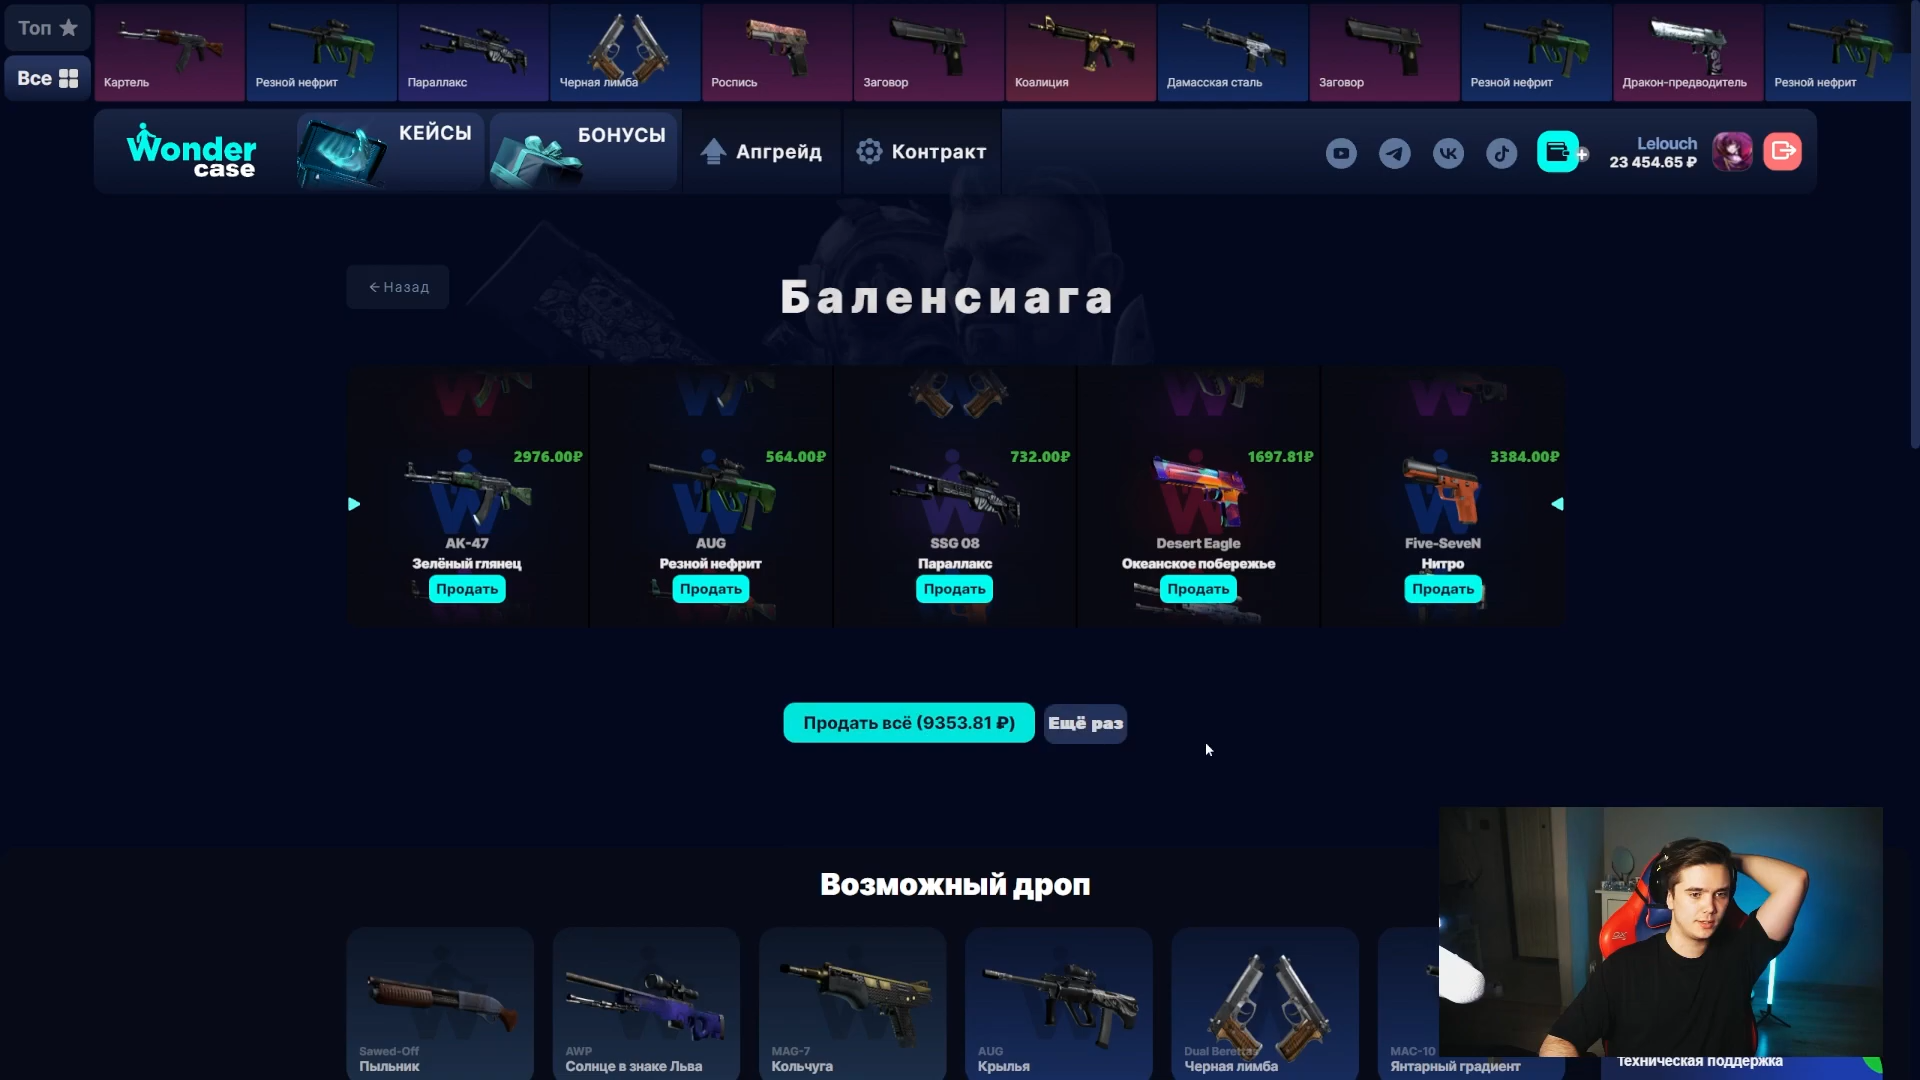 Топ
Все
Картель
Резной нефрит
Параллакс
Черная лимба
Роспись
Заговор
Коалиция
Дамасская сталь
Заговор
Резной нефрит
Дракон-предводитель
Резной нефрит
Wonder
case
КЕЙСЫ
БОНУСЫ
Апгрейд
Контракт
Lelouch
23 454.65 ₽
← Назад
Баленсиага
2976.00₽
AK-47
Зелёный глянец
Продать
564.00₽
AUG
Резной нефрит
Продать
732.00₽
SSG 08
Параллакс
Продать
1697.81₽
Desert Eagle
Океанское побережье
Продать
3384.00₽
Five-SeveN
Нитро
Продать
Продать всё (9353.81 ₽)
Ещё раз
Возможный дроп
Sawed-Off
Пыльник
AWP
Солнце в знаке Льва
MAG-7
Кольчуга
AUG
Крылья
Dual Berettas
Черная лимба
MAC-10
Янтарный градиент
Техническая поддержка